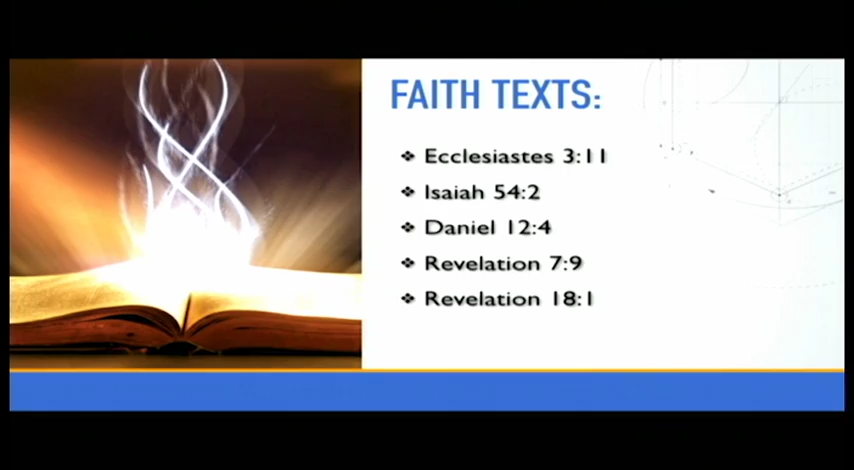 FAITH TEXTS:
❖ Ecclesiastes 3:11
❖ Isaiah 54:2
❖ Daniel 12:4
❖ Revelation 7:9
❖ Revelation 18:1